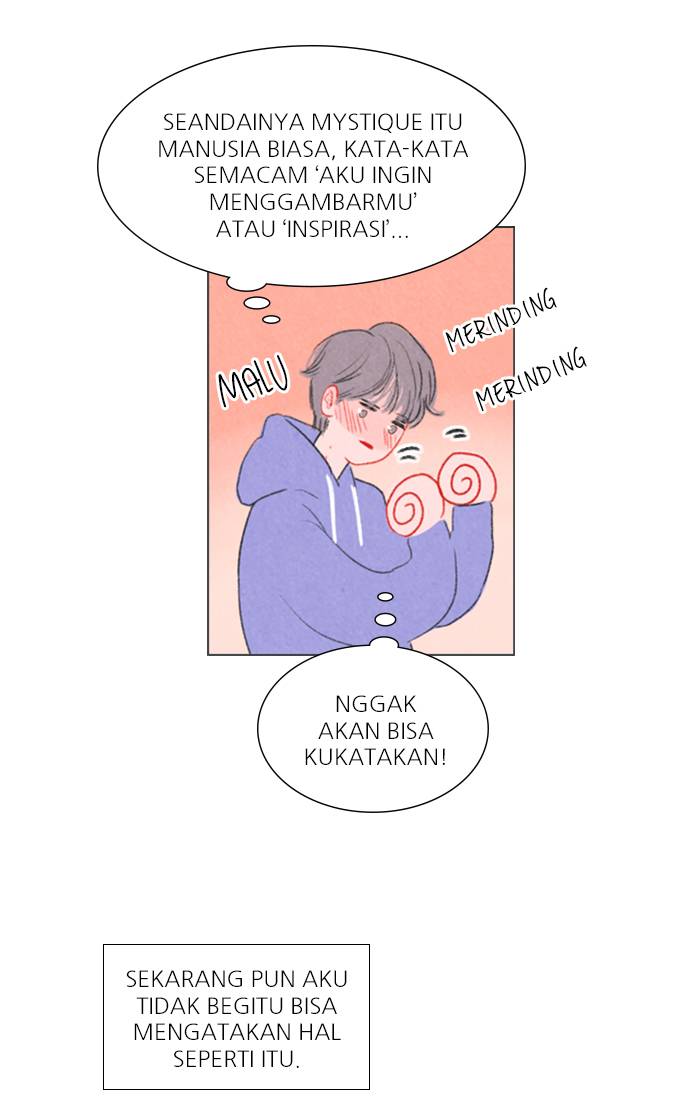 SEANDAINYA MYSTIQUE ITU
MANUSIA BIASA, KATA-KATA
SEMACAM ‘AKU INGIN
MENGGAMBARMU’
ATAU ‘INSPIRASI’...
MERINDING
MALU
MERINDING
NGGAK
AKAN BISA
KUKATAKAN!
SEKARANG PUN AKU
TIDAK BEGITU BISA
MENGATAKAN HAL
SEPERTI ITU.